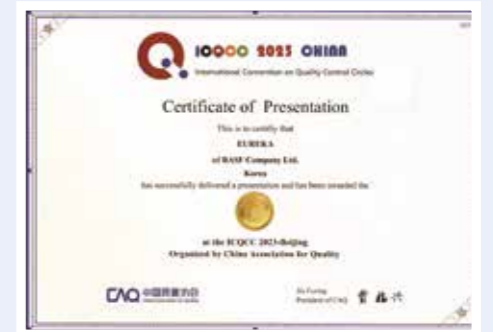 ICQCC 2023 CHINA
International Convention on Quality Control Circles
Certificate of Presentation
This is to certify that
EUREKA
of BASF Company Ltd.
Korea
has successfully delivered a presentation and has been awarded the
at the ICQCC 2023-Beijing
Organized by China Association for Quality
CAQ 中国质量协会
President of CAQ